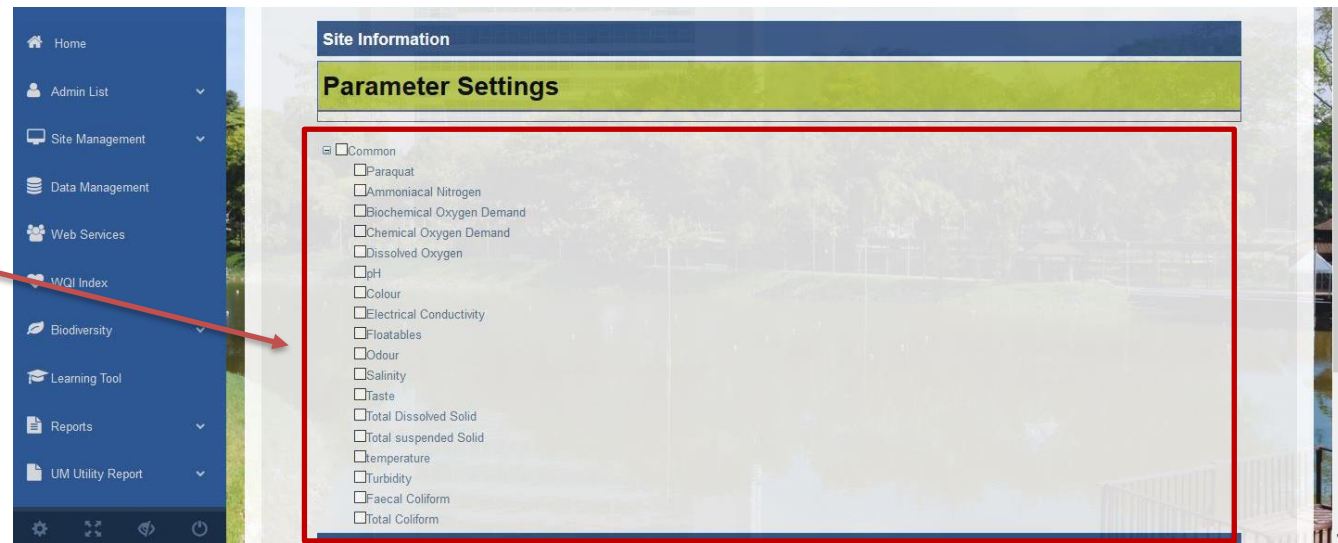 Home
Admin List
Site Management
Data Management
Web Services
WQI Index
Biodiversity
Learning Tool
Reports
UM Utility Report
Site Information
Parameter Settings
Common
Paraquat
Ammoniacal Nitrogen
Biochemical Oxygen Demand
Chemical Oxygen Demand
Dissolved Oxygen
pH
Colour
Electrical Conductivity
Floatables
Odour
Salinity
Taste
Total Dissolved Solid
Total suspended Solid
temperature
Turbidity
Faecal Coliform
Total Coliform